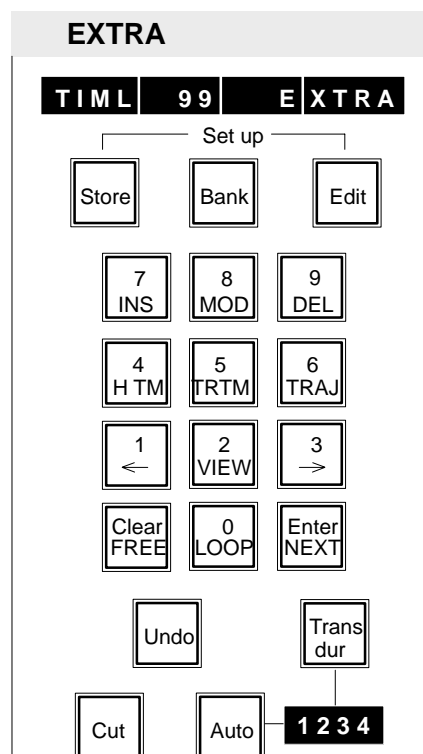 EXTRA
TIML 99 EXTRA
Set up
Store Bank Edit
7 8 9
INS MOD DEL
4 5 6
H TM TRTM TRAJ
1 2 3
← VIEW →
Clear 0 Enter
FREE LOOP NEXT
Undo Trans
dur
Cut Auto 1234